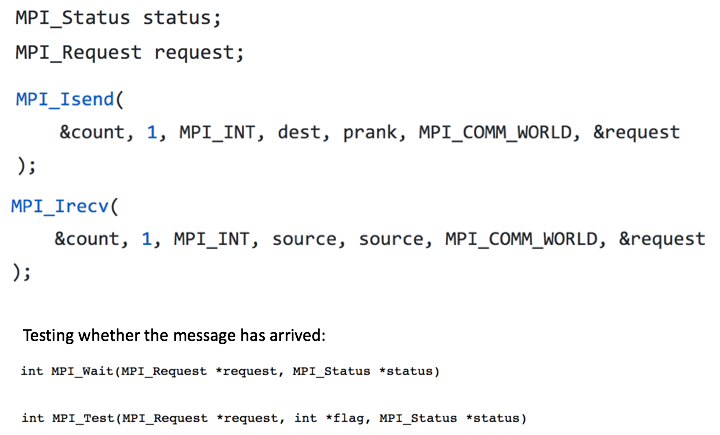 MPI_Status status;
MPI_Request request;
MPI_Isend(
&count, 1, MPI_INT, dest, prank, MPI_COMM_WORLD, &request
);
MPI_Irecv(
&count, 1, MPI_INT, source, source, MPI_COMM_WORLD, &request
);
Testing whether the message has arrived:
int MPI_Wait(MPI_Request *request, MPI_Status *status)
int MPI_Test(MPI_Request *request, int *flag, MPI_Status *status)